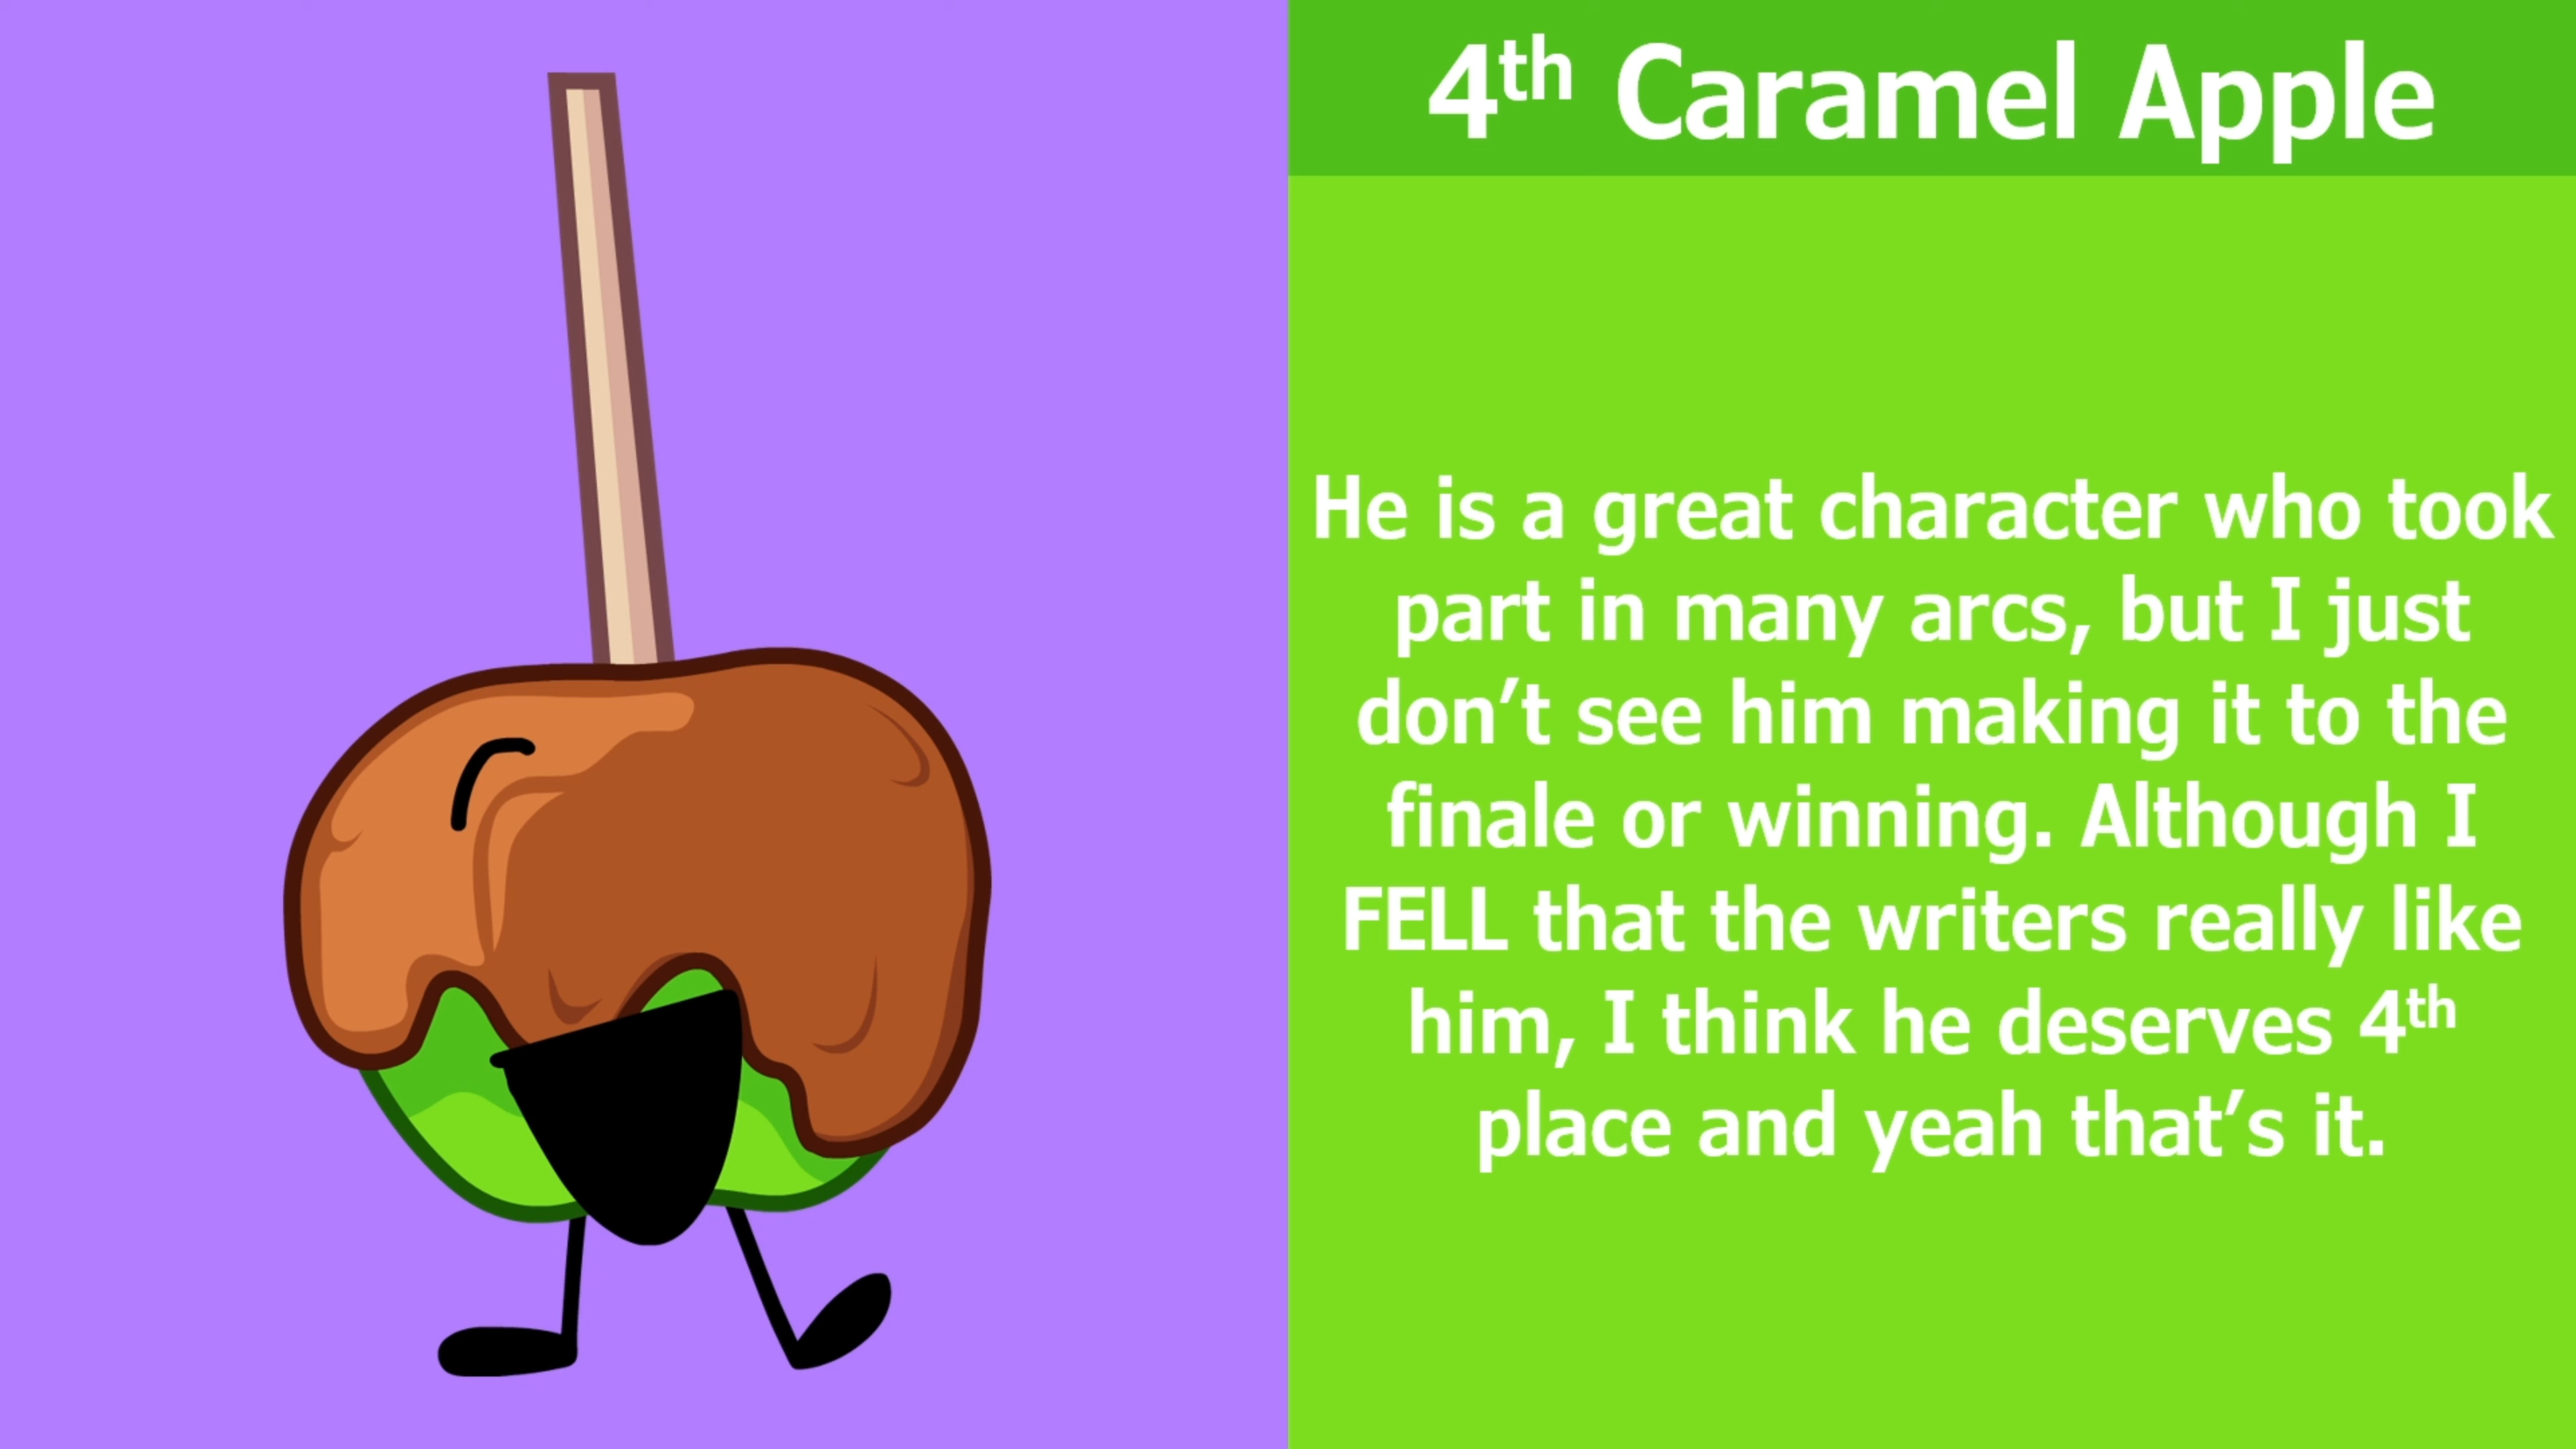 4th Caramel Apple
He is a great character who took
part in many arcs, but I just
don’t see him making it to the
finale or winning. Although I
FELL that the writers really like
him, I think he deserves 4th
place and yeah that’s it.